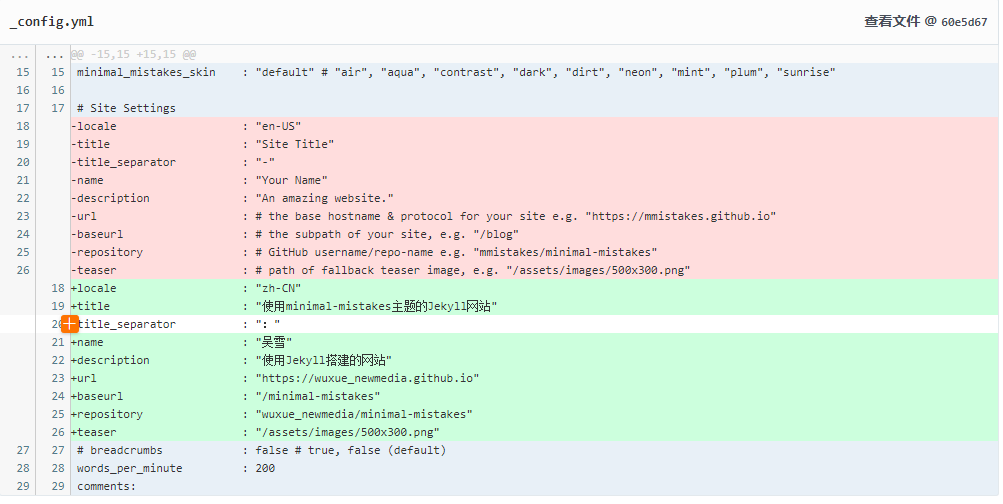 _config.yml 查看文件 @ 60e5d67
... ... @@ -15,15 +15,15 @@
15 15 minimal_mistakes_skin : "default" # "air", "aqua", "contrast", "dark", "dirt", "neon", "mint", "plum", "sunrise"
16 16
17 17 # Site Settings
18 -locale : "en-US"
19 -title : "Site Title"
20 -title_separator : "-"
21 -name : "Your Name"
22 -description : "An amazing website."
23 -url : # the base hostname & protocol for your site e.g. "https://mmistakes.github.io"
24 -baseurl : # the subpath of your site, e.g. "/blog"
25 -repository : # GitHub username/repo-name e.g. "mmistakes/minimal-mistakes"
26 -teaser : # path of fallback teaser image, e.g. "/assets/images/500x300.png"
18 +locale : "zh-CN"
19 +title : "使用minimal-mistakes主题的Jekyll网站"
20 +title_separator : ": "
21 +name : "吴雪"
22 +description : "使用Jekyll搭建的网站"
23 +url : "https://wuxue_newmedia.github.io"
24 +baseurl : "/minimal-mistakes"
25 +repository : "wuxue_newmedia/minimal-mistakes"
26 +teaser : "/assets/images/500x300.png"
27 27 # breadcrumbs : false # true, false (default)
28 28 words_per_minute : 200
29 29 comments: